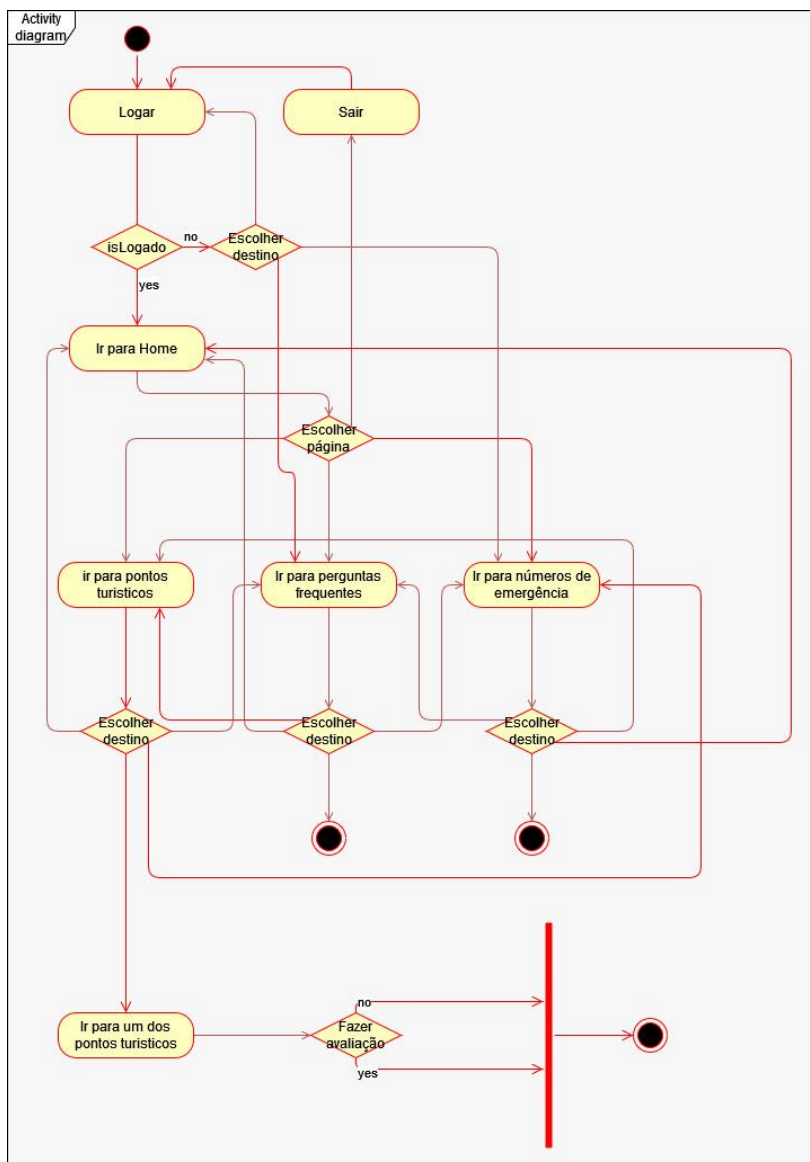 Activity
diagram
Logar
Sair
isLogado
no
Escolher
destino
yes
Ir para Home
Escolher
página
ir para pontos
turisticos
Ir para perguntas
frequentes
Ir para números de
emergência
Escolher
destino
Escolher
destino
Escolher
destino
Ir para um dos
pontos turisticos
no
Fazer
avaliação
yes